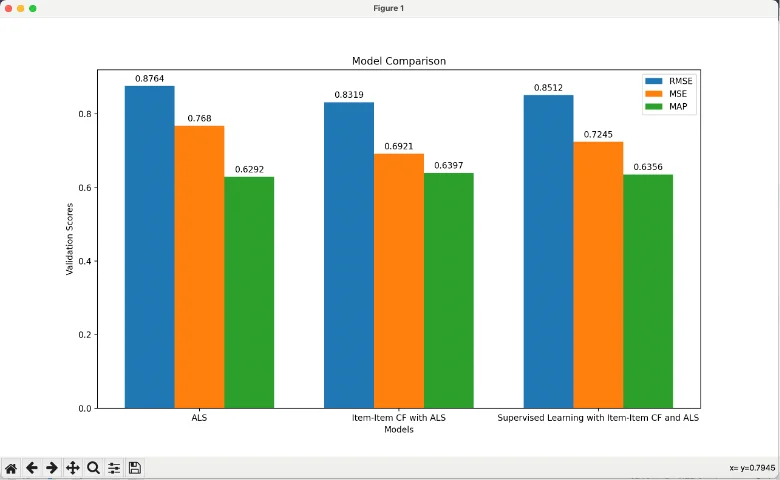 Figure 1
Model Comparison
0.8764
0.768
0.6292
0.8319
0.6921
0.6397
0.8512
0.7245
0.6356
RMSE
MSE
MAP
0.8
0.6
0.4
0.2
0.0
Validation Scores
ALS
Item-Item CF with ALS
Supervised Learning with Item-Item CF and ALS
Models
x= y=0.7945